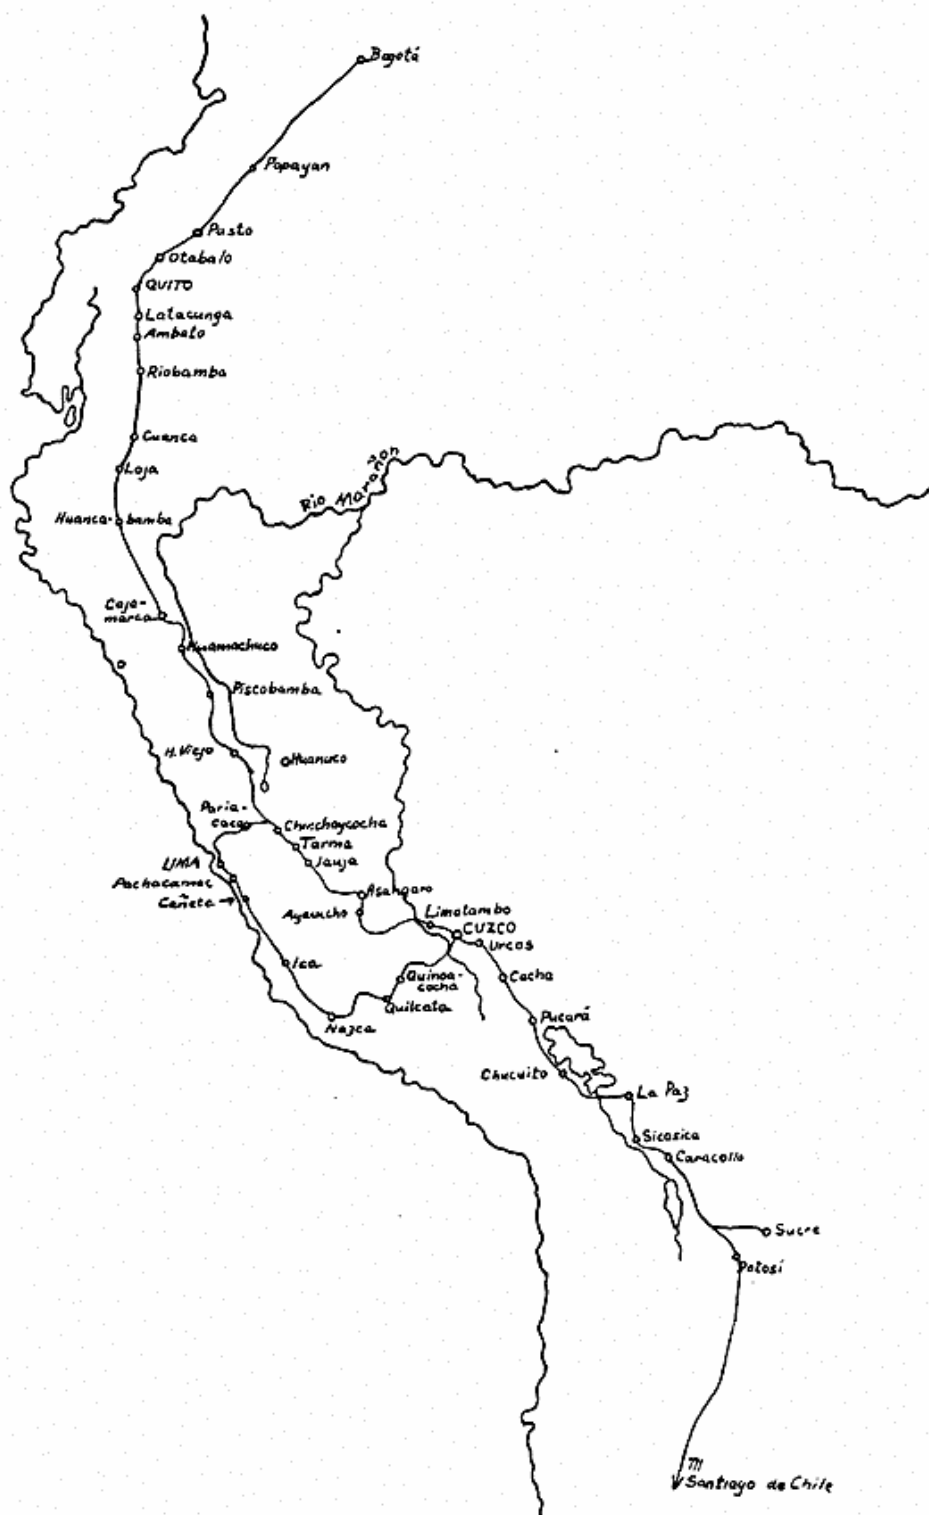 Bogotá
Popayan
Pasto
Otabalo
QUITO
Latacunga
Ambato
Riobamba
Cuenca
Loja
Rio Marañon
Huanca- bamba
Caja-
marca
Huamachuco
Piscobamba
H. Viejo
Huanuco
Paria-
caca
Chinchaycocha
Tarma
Jauja
LIMA
Pachacamac
Cañete
Asangaro
Ayacucho
Limatambo
CUZCO
Urcos
Ica
Quinoa-
cocha
Cacha
Quilcata
Nazca
Pucará
Chucuito
La Paz
Sicasica
Caracollo
Sucre
Potosí
Santiago de Chile